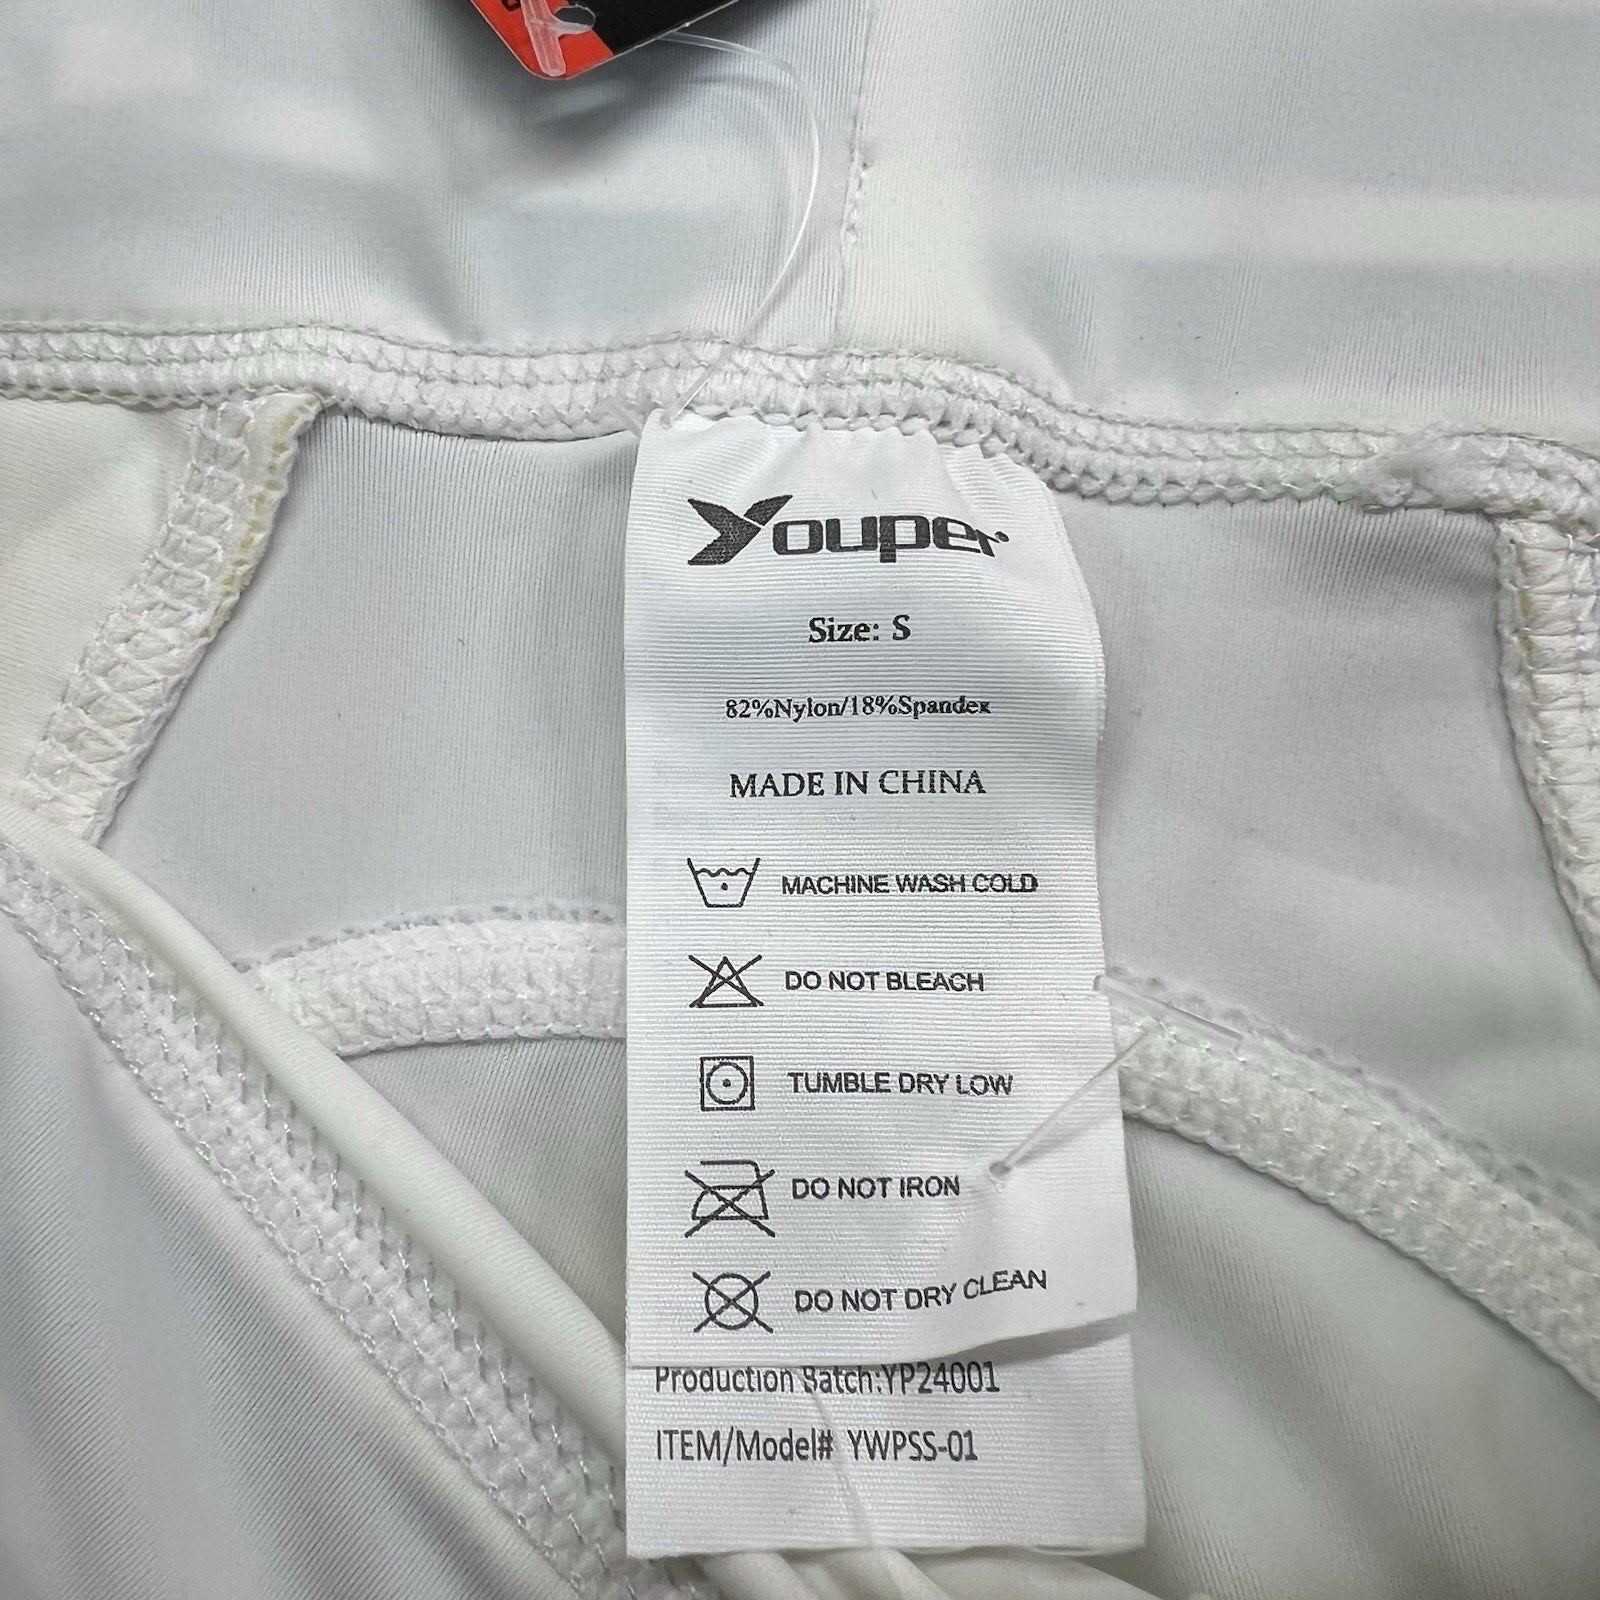 Youper
Size: S
82%Nylon/18%Spandex
MADE IN CHINA
MACHINE WASH COLD
DO NOT BLEACH
TUMBLE DRY LOW
DO NOT IRON
DO NOT DRY CLEAN
Production Batch:YP24001
ITEM/Model# YWPSS-01